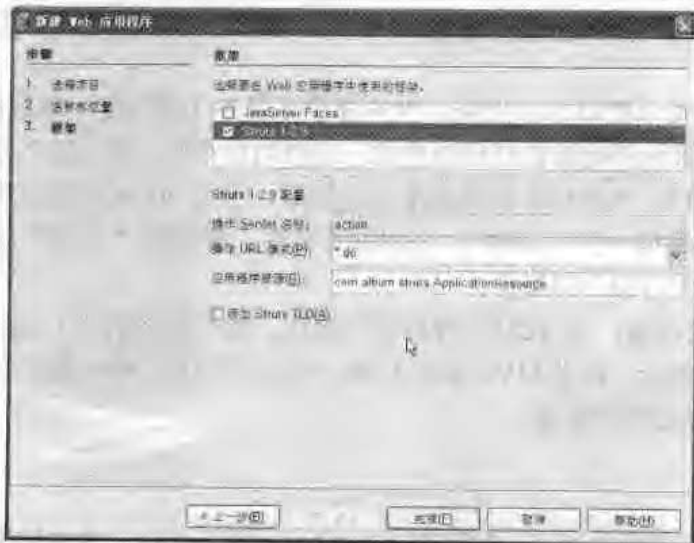 新建 Web 应用程序
步骤
1. 选择项目
2. 名称和位置
3. 框架
框架
选择要在 Web 应用程序中使用的框架。
JavaServer Faces
Struts 1.2.9
Struts 1.2.9 配置
操作 Servlet 名称:
action
操作 URL 模式(P):
*.do
应用程序资源(E):
com.album.struts.ApplicationResource
添加 Struts TLD(A)
< 上一步(B)
完成(F)
取消
帮助(H)